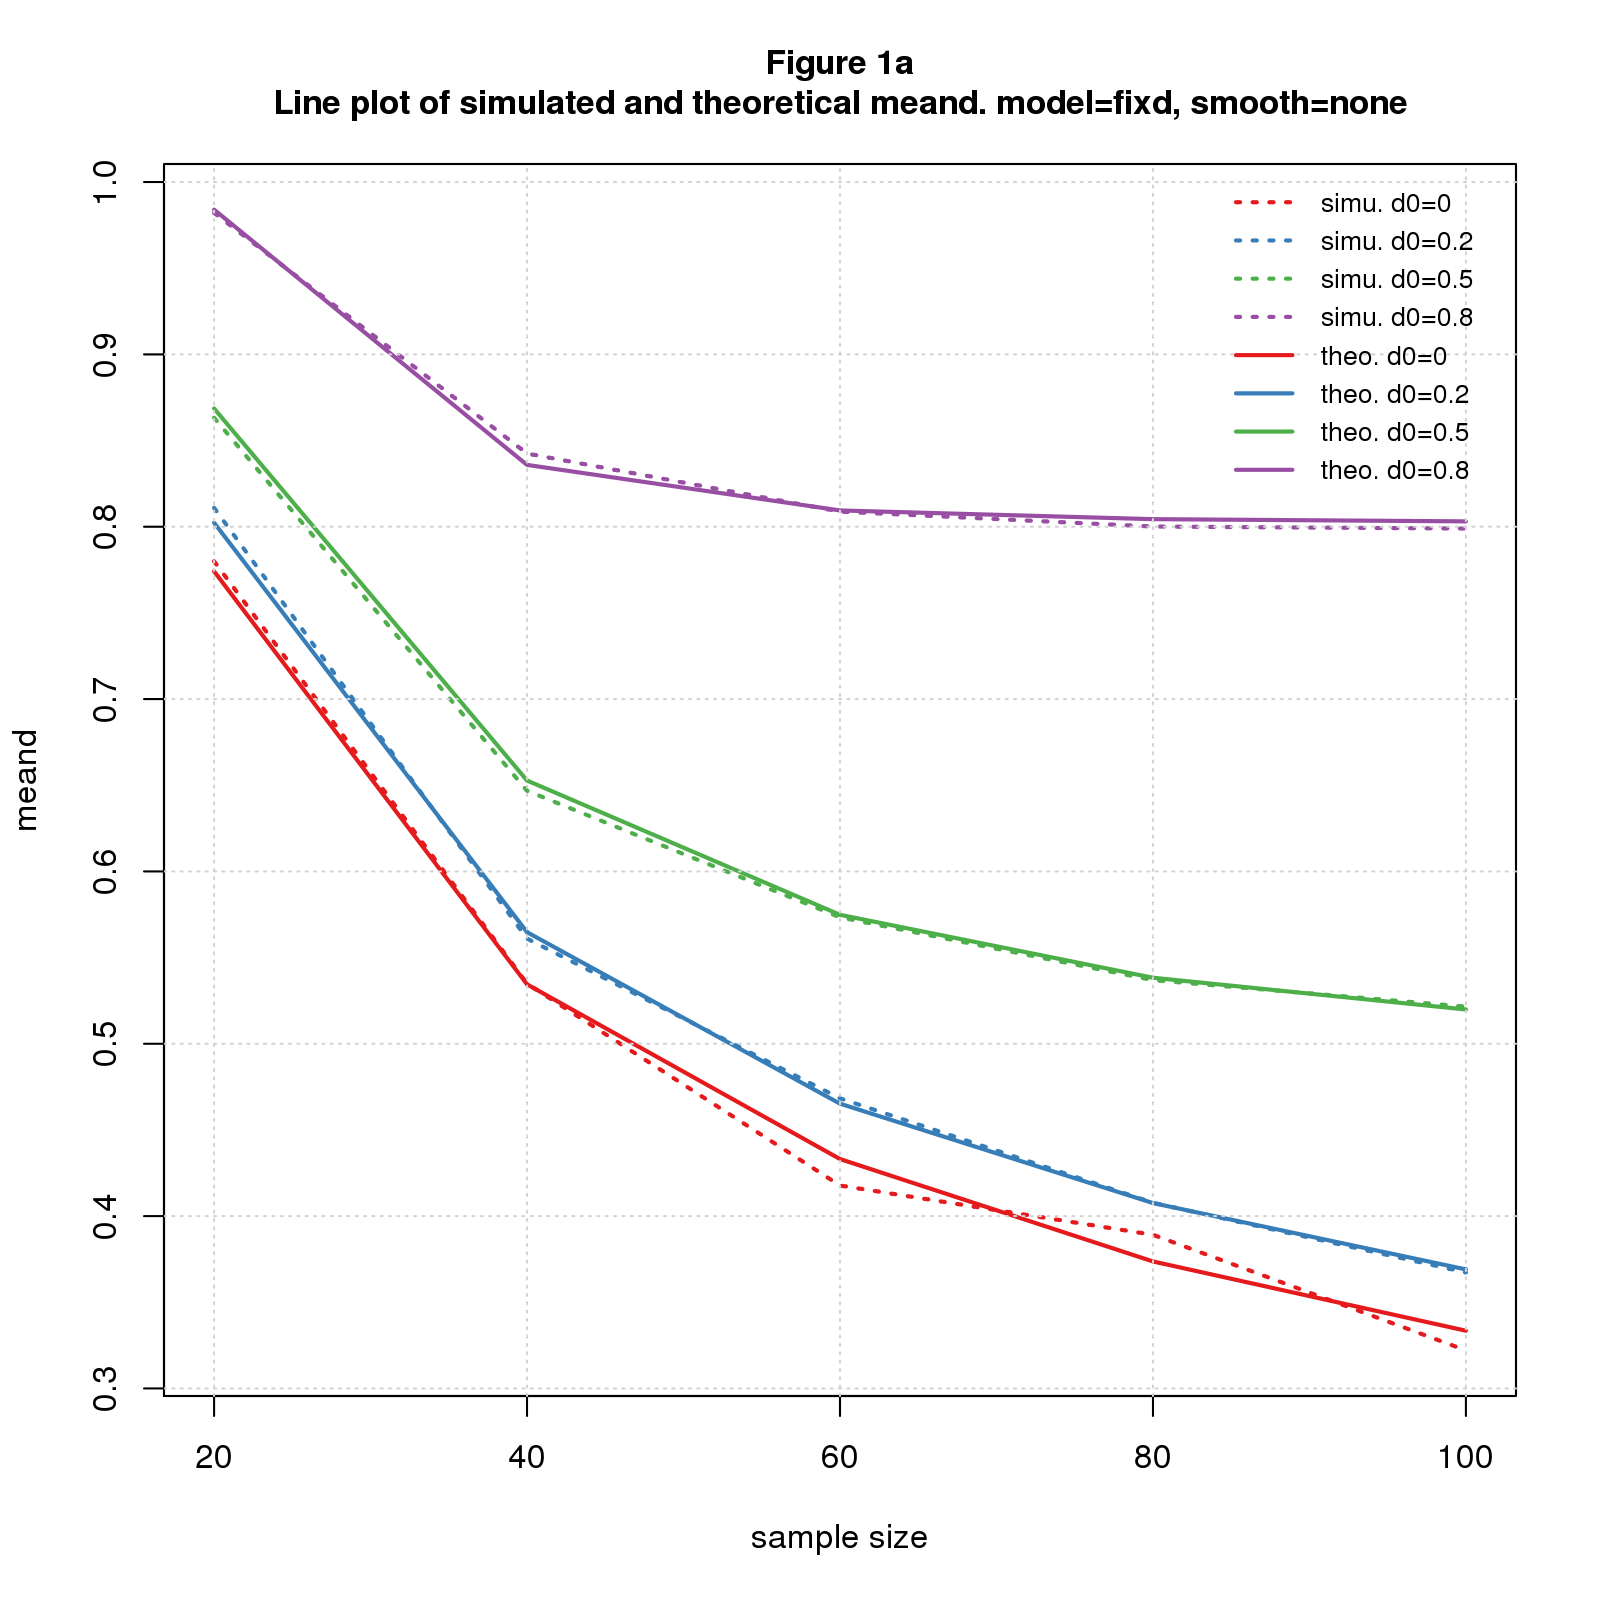 Figure 1a
Line plot of simulated and theoretical meand. model=fixd, smooth=none
1.0
0.9
0.8
0.7
0.6
0.5
0.4
0.3
meand
simu. d0=0
simu. d0=0.2
simu. d0=0.5
simu. d0=0.8
theo. d0=0
theo. d0=0.2
theo. d0=0.5
theo. d0=0.8
20 40 60 80 100
sample size